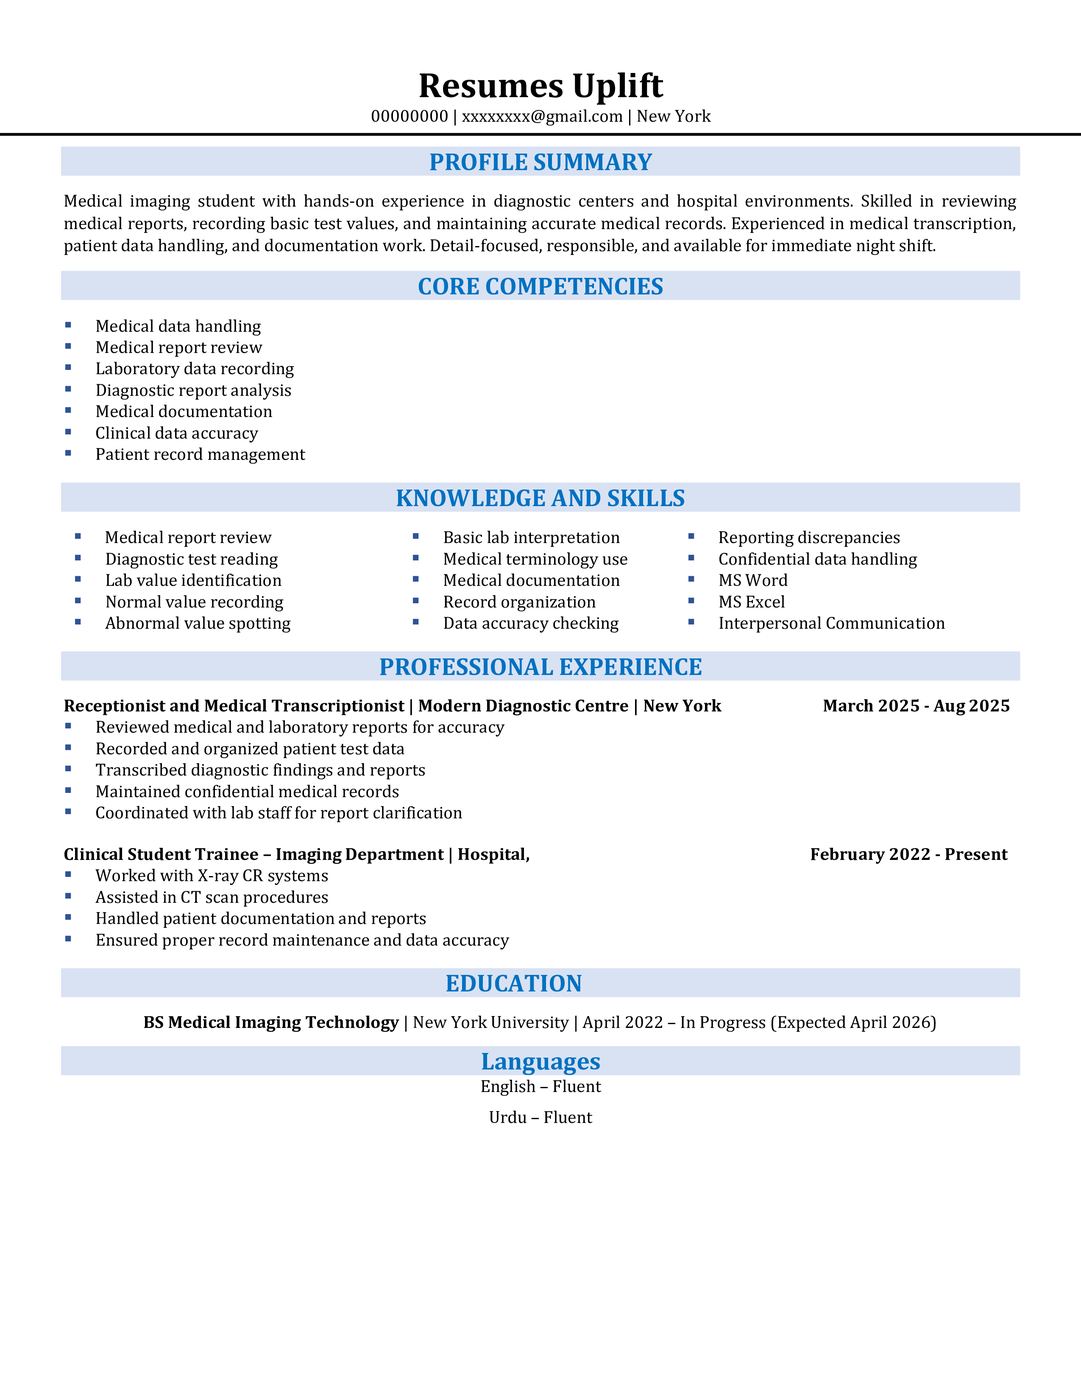 Resumes Uplift
00000000 | xxxxxxxx@gmail.com | New York
PROFILE SUMMARY
Medical imaging student with hands-on experience in diagnostic centers and hospital environments. Skilled in reviewing
medical reports, recording basic test values, and maintaining accurate medical records. Experienced in medical transcription,
patient data handling, and documentation work. Detail-focused, responsible, and available for immediate night shift.
CORE COMPETENCIES
▪ Medical data handling
▪ Medical report review
▪ Laboratory data recording
▪ Diagnostic report analysis
▪ Medical documentation
▪ Clinical data accuracy
▪ Patient record management
KNOWLEDGE AND SKILLS
▪ Medical report review
▪ Diagnostic test reading
▪ Lab value identification
▪ Normal value recording
▪ Abnormal value spotting
▪ Basic lab interpretation
▪ Medical terminology use
▪ Medical documentation
▪ Record organization
▪ Data accuracy checking
▪ Reporting discrepancies
▪ Confidential data handling
▪ MS Word
▪ MS Excel
▪ Interpersonal Communication
PROFESSIONAL EXPERIENCE
Receptionist and Medical Transcriptionist | Modern Diagnostic Centre | New York March 2025 - Aug 2025
▪ Reviewed medical and laboratory reports for accuracy
▪ Recorded and organized patient test data
▪ Transcribed diagnostic findings and reports
▪ Maintained confidential medical records
▪ Coordinated with lab staff for report clarification
Clinical Student Trainee – Imaging Department | Hospital, February 2022 - Present
▪ Worked with X-ray CR systems
▪ Assisted in CT scan procedures
▪ Handled patient documentation and reports
▪ Ensured proper record maintenance and data accuracy
EDUCATION
BS Medical Imaging Technology | New York University | April 2022 – In Progress (Expected April 2026)
Languages
English – Fluent
Urdu – Fluent